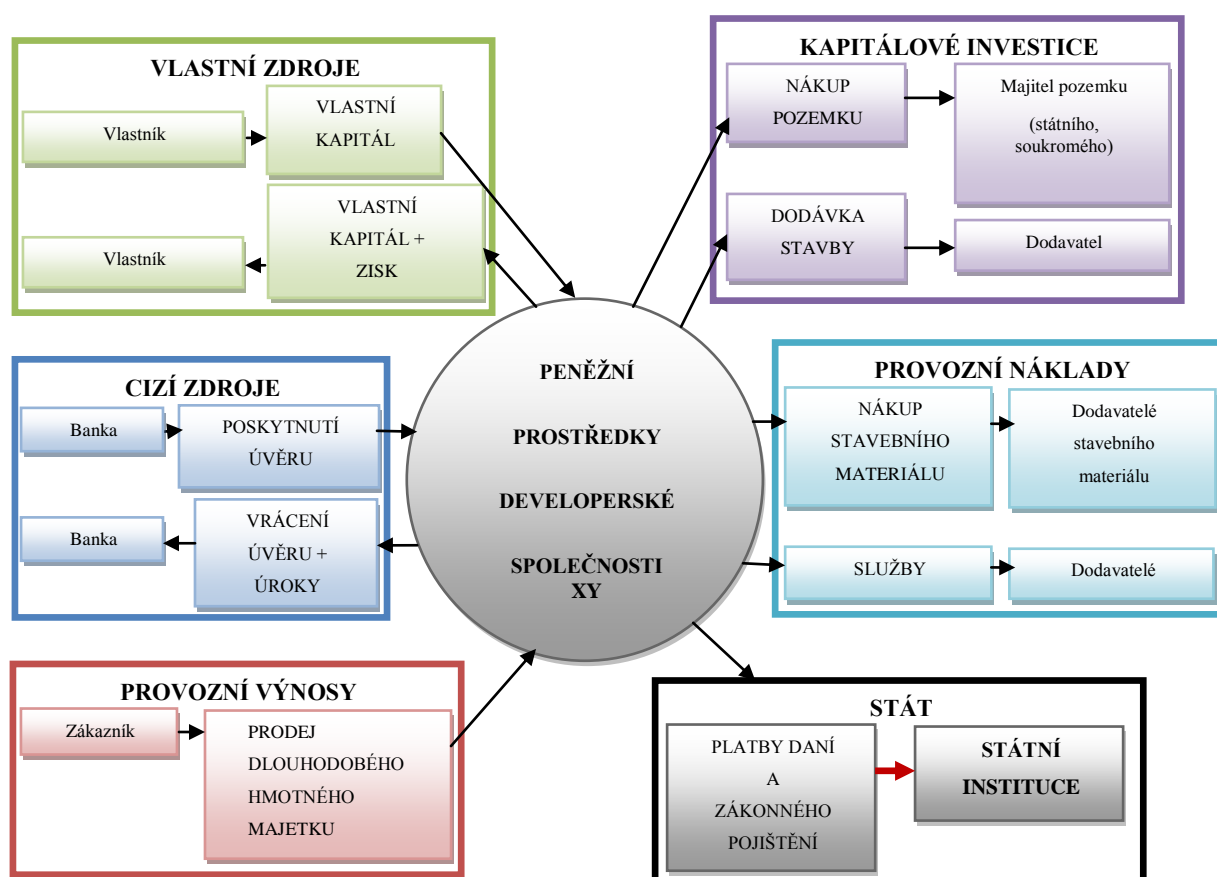 VLASTNÍ ZDROJE
Vlastník
VLASTNÍ
KAPITÁL
Vlastník
VLASTNÍ
KAPITÁL +
ZISK
KAPITÁLOVÉ INVESTICE
NÁKUP
POZEMKU
Majitel pozemku
(státního,
soukromého)
DODÁVKA
STAVBY
Dodavatel
CIZÍ ZDROJE
Banka
POSKYTNUTÍ
ÚVĚRU
Banka
VRÁCENÍ
ÚVĚRU +
ÚROKY
PENĚŽNÍ
PROSTŘEDKY
DEVELOPERSKÉ
SPOLEČNOSTI
XY
PROVOZNÍ NÁKLADY
NÁKUP
STAVEBNÍHO
MATERIÁLU
Dodavatelé
stavebního
materiálu
SLUŽBY
Dodavatelé
PROVOZNÍ VÝNOSY
Zákazník
PRODEJ
DLOUHODOBÉHO
HMOTNÉHO
MAJETKU
STÁT
PLATBY DANÍ
A
ZÁKONNÉHO
POJIŠTĚNÍ
STÁTNÍ
INSTITUCE